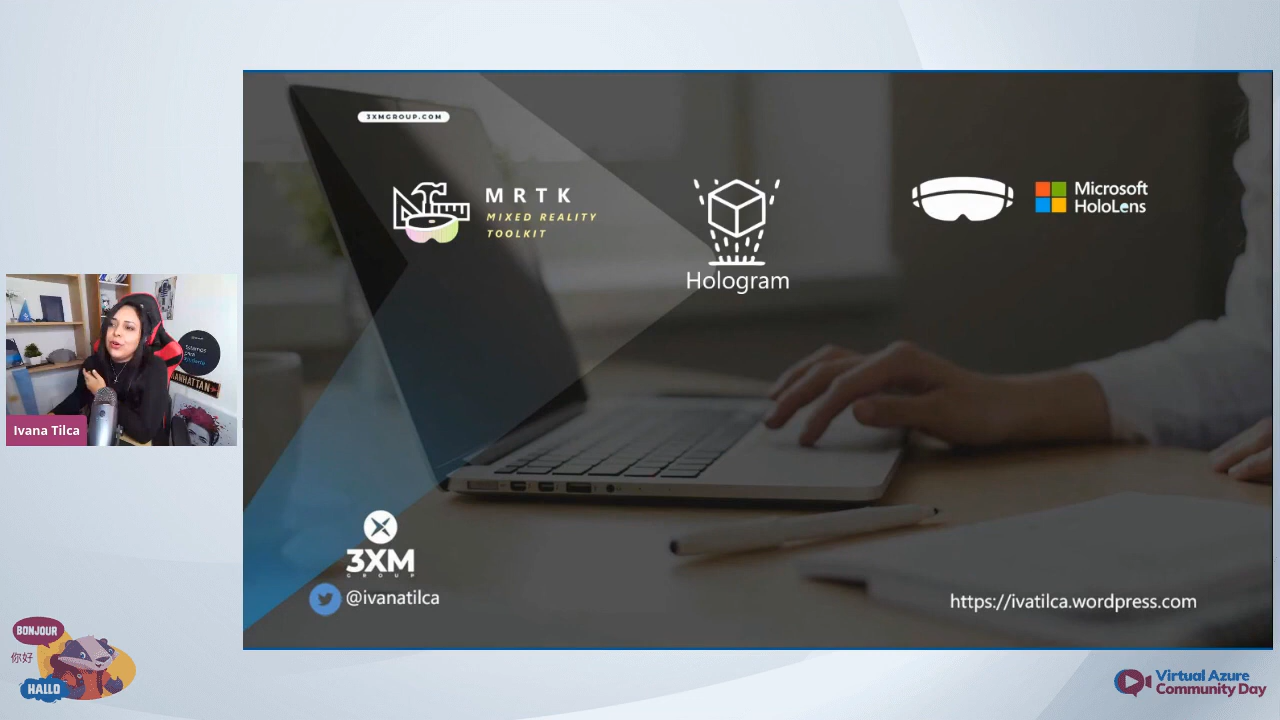 3XMGROUP.COM
MRTK
MIXED REALITY
TOOLKIT
Hologram
Microsoft
HoloLens
MANHATTAN
Ivana Tilca
3XM
GROUP
@ivanatilca
https://ivatilca.wordpress.com
BONJOUR
你好
HALLO
Virtual Azure
Community Day